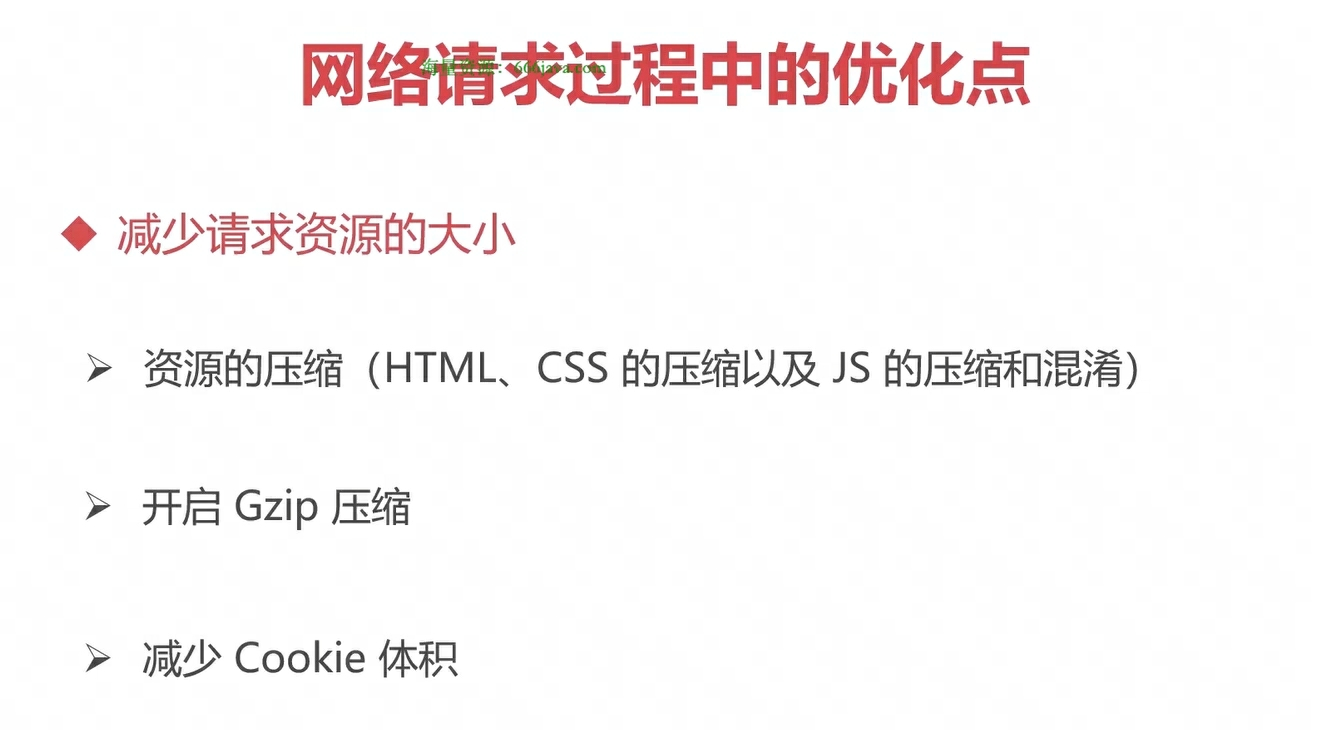 网络请求过程中的优化点
海量资源：666java.com
◆ 减少请求资源的大小
➢ 资源的压缩（HTML、CSS 的压缩以及 JS 的压缩和混淆）
➢ 开启 Gzip 压缩
➢ 减少 Cookie 体积